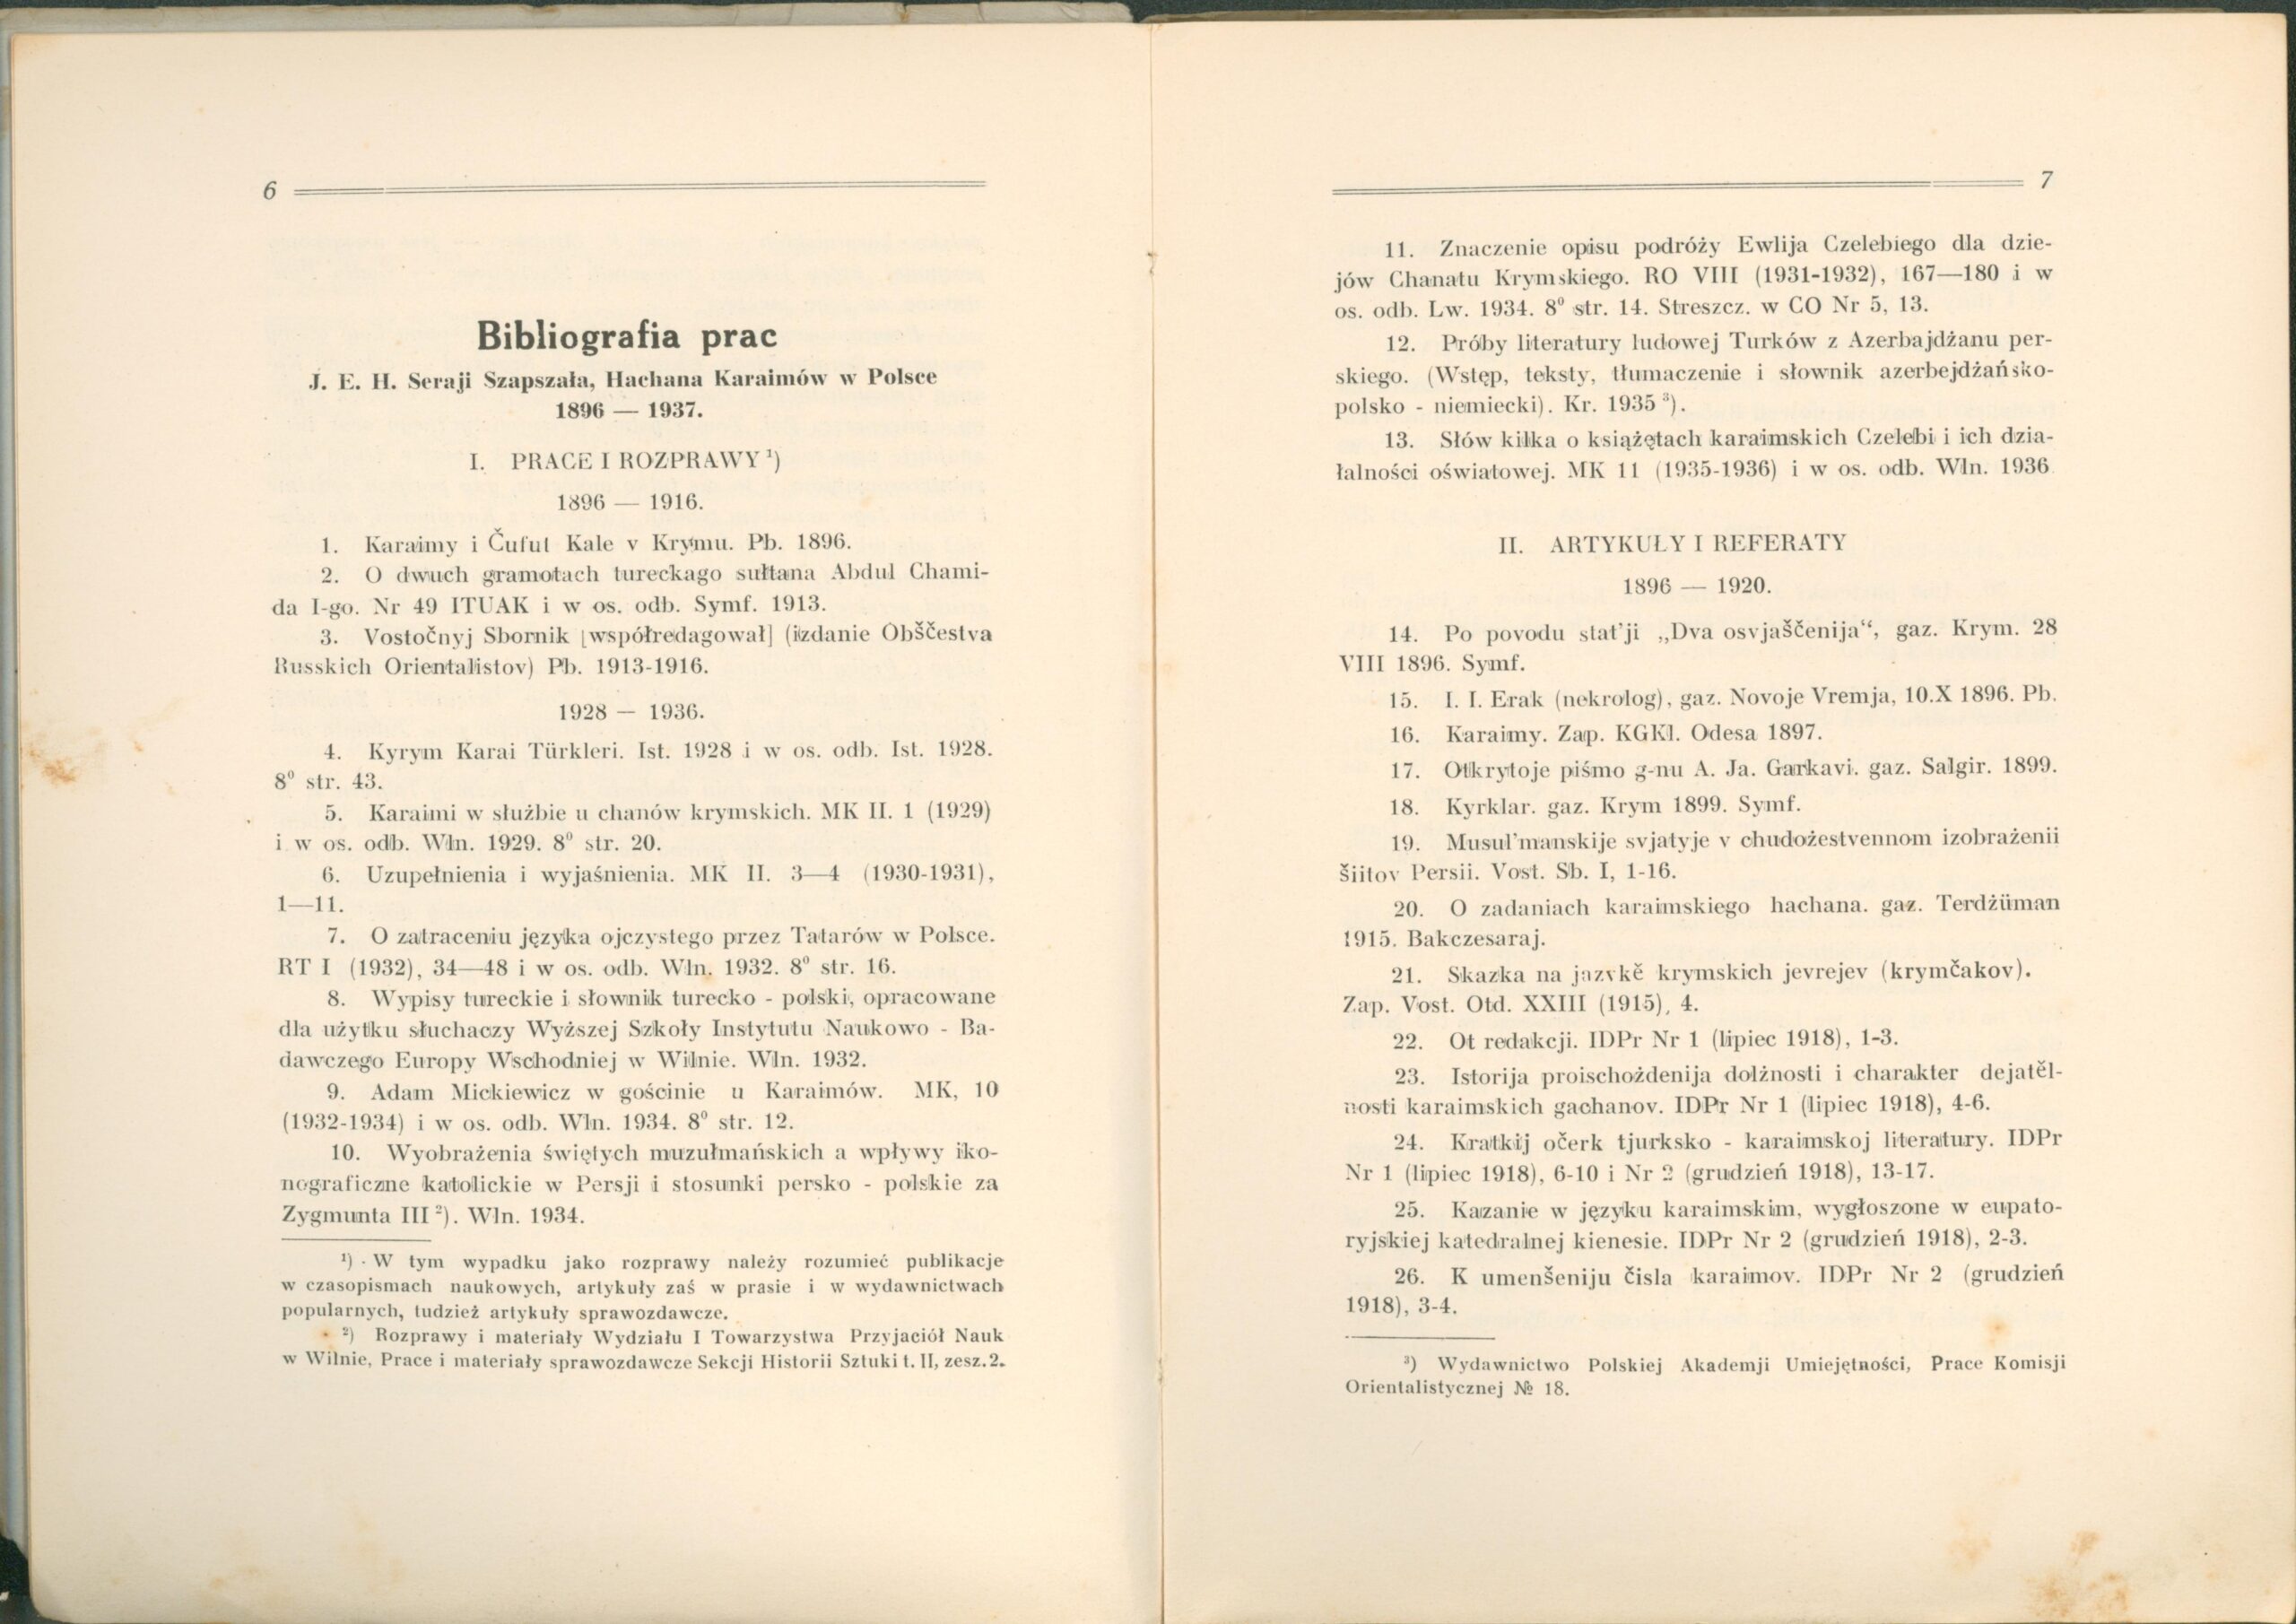 6
Bibliografia prac
J. E. H. Seraji Szapszała, Hachana Karaimów w Polsce
1896 — 1937.
I. PRACE I ROZPRAWY ¹)
1896 — 1916.
1. Karaimy i Čufut Kale v Krymu. Pb. 1896.
2. O dwuch gramotach tureckago sułtana Abdul Chami-
da I-go. Nr 49 ITUAK i w os. odb. Symf. 1913.
3. Vostočnyj Sbornik [współredagował] (izdanie Obščestva
Russkich Orientalistov) Pb. 1913-1916.
1928 — 1936.
4. Kyrym Karai Türkleri. Ist. 1928 i w os. odb. Ist. 1928.
8⁰ str. 43.
5. Karaimi w służbie u chanów krymskich. MK II. 1 (1929)
i w os. odb. Wln. 1929. 8⁰ str. 20.
6. Uzupełnienia i wyjaśnienia. MK II. 3—4 (1930-1931),
1—11.
7. O zatraceniu języka ojczystego przez Tatarów w Polsce.
RT I (1932), 34—48 i w os. odb. Wln. 1932. 8⁰ str. 16.
8. Wypisy tureckie i słownik turecko - polski, opracowane
dla użytku słuchaczy Wyższej Szkoły Instytutu Naukowo - Ba-
dawczego Europy Wschodniej w Wilnie. Wln. 1932.
9. Adam Mickiewicz w gościnie u Karaimów. MK, 10
(1932-1934) i w os. odb. Wln. 1934. 8⁰ str. 12.
10. Wyobrażenia świętych muzułmańskich a wpływy iko-
nograficzne katolickie w Persji i stosunki persko - polskie za
Zygmunta III ²). Wln. 1934.
¹) W tym wypadku jako rozprawy należy rozumieć publikacje
w czasopismach naukowych, artykuły zaś w prasie i w wydawnictwach
popularnych, tudzież artykuły sprawozdawcze.
²) Rozprawy i materiały Wydziału I Towarzystwa Przyjaciół Nauk
w Wilnie, Prace i materiały sprawozdawcze Sekcji Historii Sztuki t. II, zesz. 2.
7
11. Znaczenie opisu podróży Ewlija Czelebiego dla dzie-
jów Chanatu Krymskiego. RO VIII (1931-1932), 167—180 i w
os. odb. Lw. 1934. 8⁰ str. 14. Streszcz. w CO Nr 5, 13.
12. Próby literatury ludowej Turków z Azerbajdżanu per-
skiego. (Wstęp, teksty, tłumaczenie i słownik azerbejdżańsko-
polsko - niemiecki). Kr. 1935 ³).
13. Słów kilka o książętach karaimskich Czelebi i ich dzia-
łalności oświatowej. MK 11 (1935-1936) i w os. odb. Wln. 1936
II. ARTYKUŁY I REFERATY
1896 — 1920.
14. Po povodu stat'ji „Dva osvjaščenija“, gaz. Krym. 28
VIII 1896. Symf.
15. I. I. Erak (nekrolog), gaz. Novoje Vremja, 10.X 1896. Pb.
16. Karaimy. Zap. KGKl. Odesa 1897.
17. Otkrytoje piśmo g-nu A. Ja. Garkavi. gaz. Salgir. 1899.
18. Kyrklar. gaz. Krym 1899. Symf.
19. Musul'manskije svjatyje v chudożestvennom izobrażenii
šiitov Persii. Vost. Sb. I, 1-16.
20. O zadaniach karaimskiego hachana. gaz. Terdżüman
1915. Bakczesaraj.
21. Skazka na jazykě krymskich jevrejev (krymčakov).
Zap. Vost. Otd. XXIII (1915), 4.
22. Ot redakcji. IDPr Nr 1 (lipiec 1918), 1-3.
23. Istorija proischożdenija dolżnosti i charakter dejatěl-
nosti karaimskich gachanov. IDPr Nr 1 (lipiec 1918), 4-6.
24. Kratkij očerk tjurksko - karaimskoj literatury. IDPr
Nr 1 (lipiec 1918), 6-10 i Nr 2 (grudzień 1918), 13-17.
25. Kazanie w języku karaimskim, wygłoszone w eupato-
ryjskiej katedralnej kienesie. IDPr Nr 2 (grudzień 1918), 2-3.
26. K umenšeniju čisla karaimov. IDPr Nr 2 (grudzień
1918), 3-4.
³) Wydawnictwo Polskiej Akademji Umiejętności, Prace Komisji
Orientalistycznej № 18.